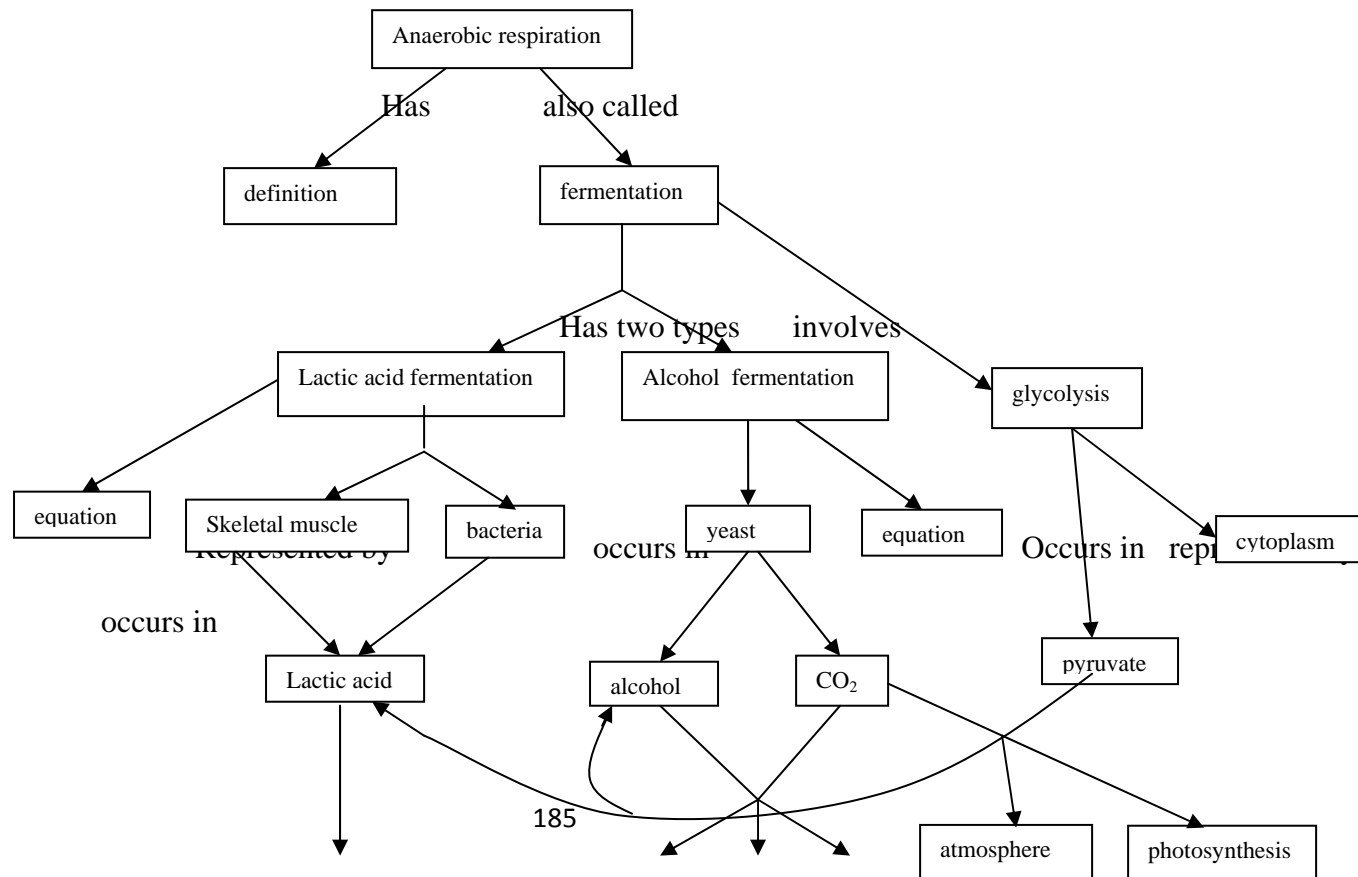 Anaerobic respiration
Has also called
definition
fermentation
Has two types involves
Lactic acid fermentation
Alcohol fermentation
glycolysis
equation
Skeletal muscle
bacteria
yeast
equation
cytoplasm
Represented by occurs in Occurs in
occurs in
Lactic acid
alcohol
CO₂
pyruvate
185
atmosphere
photosynthesis